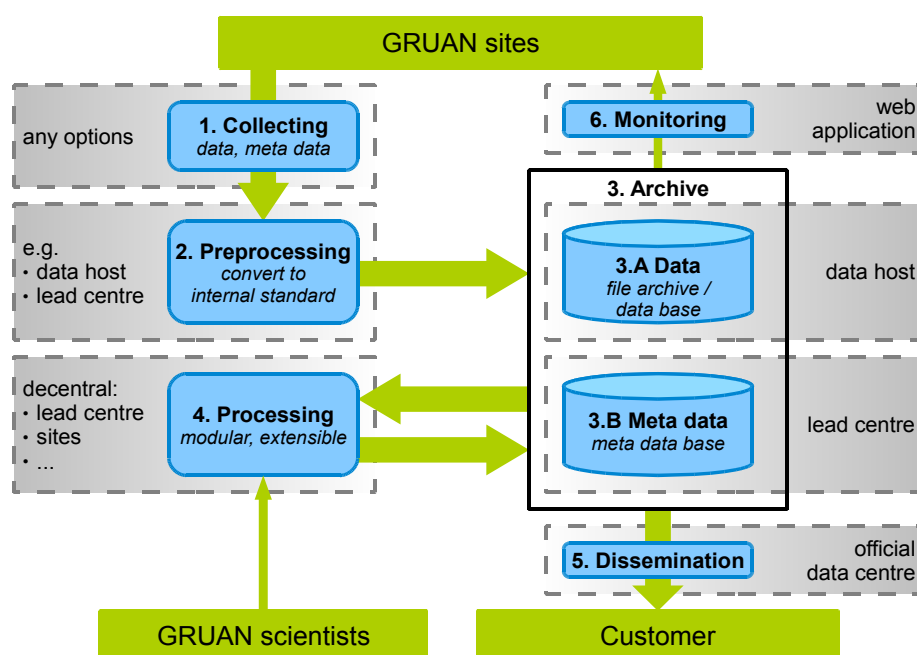 GRUAN sites
any options
1. Collecting
data, meta data
6. Monitoring
web
application
3. Archive
e.g.
· data host
· lead centre
2. Preprocessing
convert to
internal standard
3.A Data
file archive /
data base
data host
decentral:
· lead centre
· sites
· ...
4. Processing
modular, extensible
3.B Meta data
meta data base
lead centre
5. Dissemination
official
data centre
GRUAN scientists
Customer